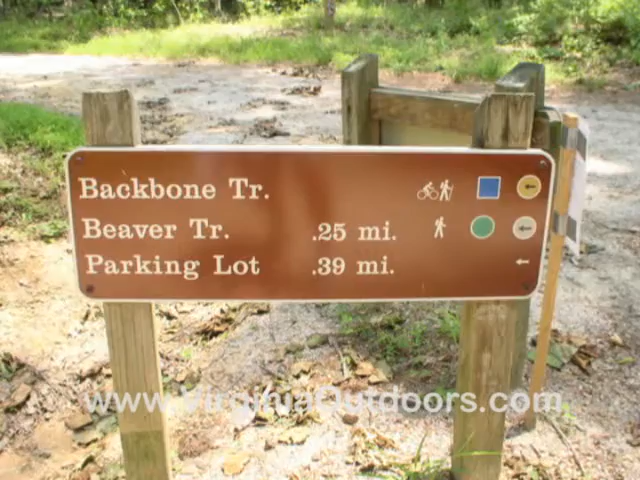 Backbone Tr.
Beaver Tr. .25 mi.
Parking Lot .39 mi.
www.VirginiaOutdoors.com